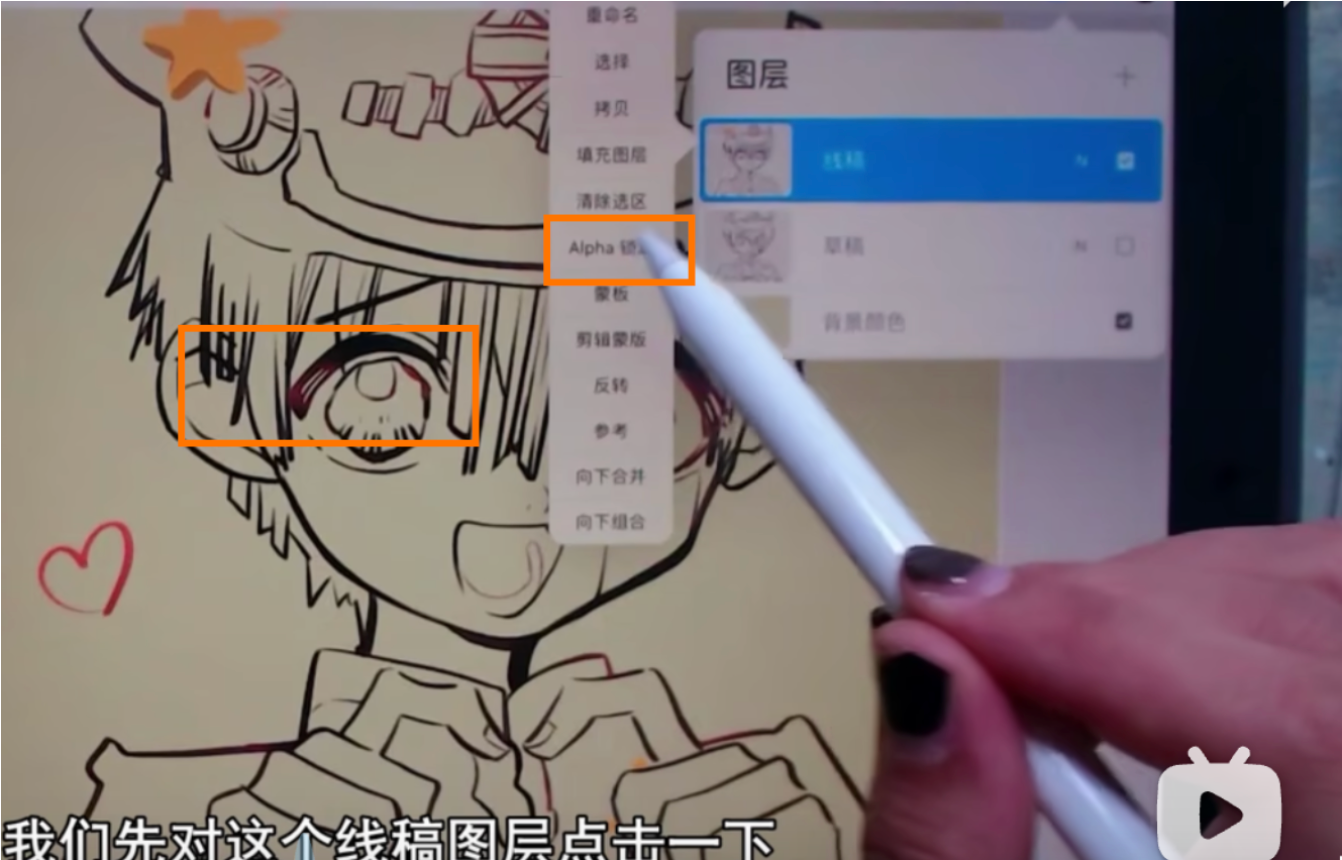 重命名
选择
拷贝
填充图层
清除选区
Alpha 锁
蒙板
剪辑蒙版
反转
参考
向下合并
向下组合
图层
+
线稿 N
草稿 N
背景颜色
我们先对这个线稿图层点击一下